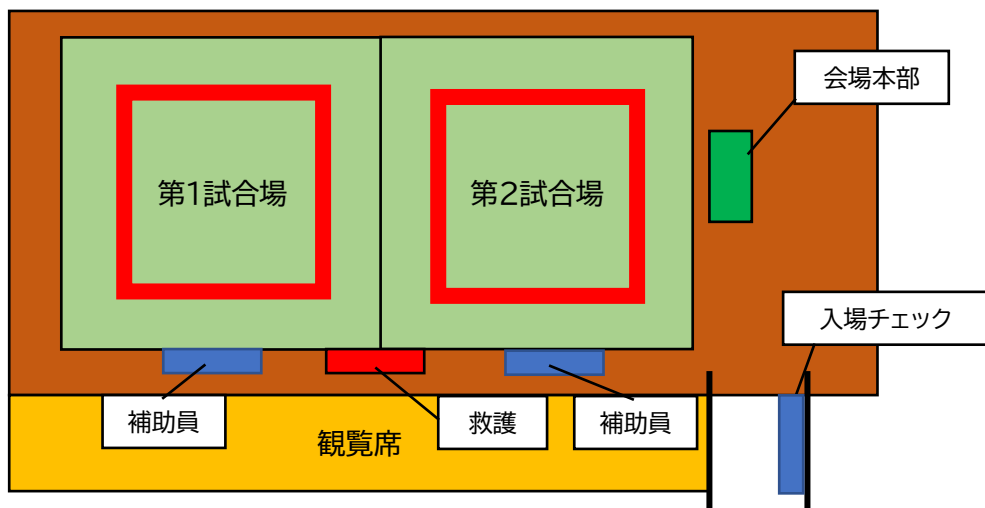 会場本部
第1試合場
第2試合場
入場チェック
補助員
救護
補助員
観覧席